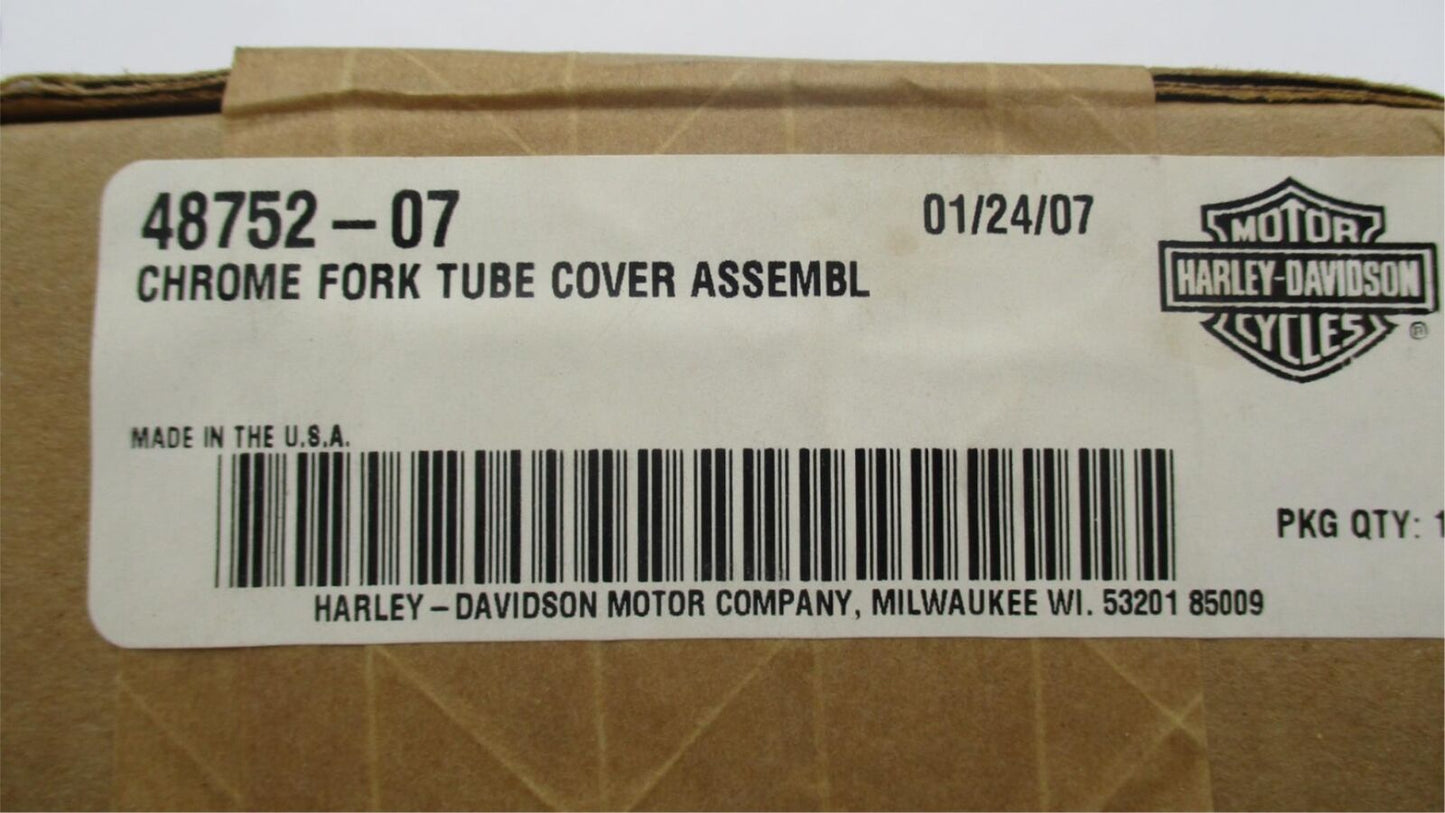 48752-07
01/24/07
CHROME FORK TUBE COVER ASSEMBL
MOTOR
HARLEY-DAVIDSON
CYCLES
®
MADE IN THE U.S.A.
PKG QTY: 1
HARLEY-DAVIDSON MOTOR COMPANY, MILWAUKEE WI. 53201 85009